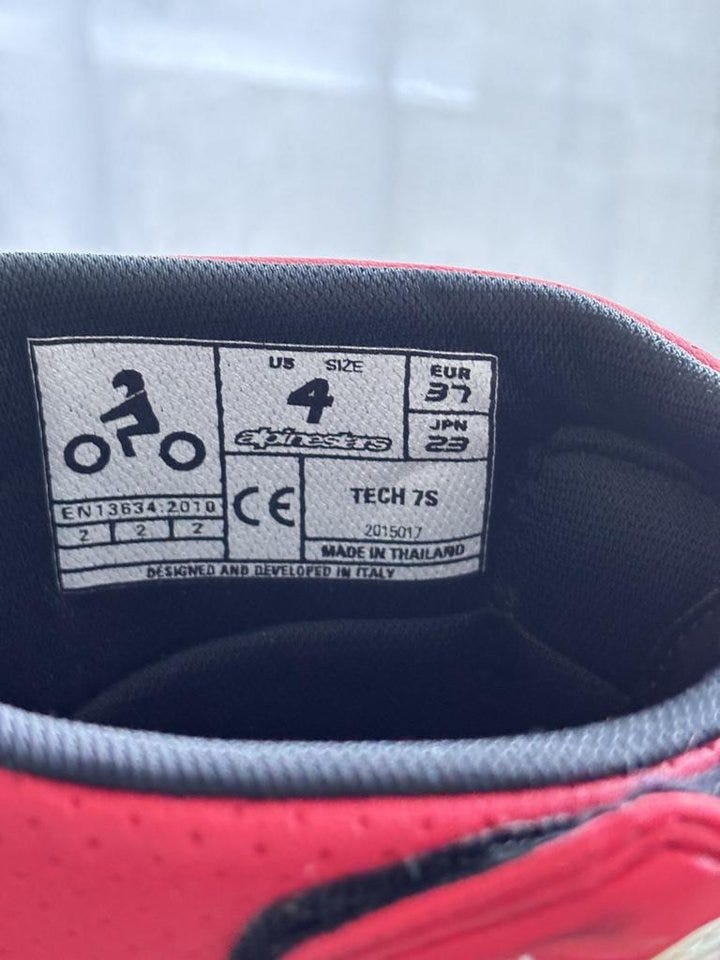 US SIZE
4
alpinestars
EUR
37
JPN
23
EN13634:2010
2 2 2
CE
TECH 7S
2015017
MADE IN THAILAND
DESIGNED AND DEVELOPED IN ITALY